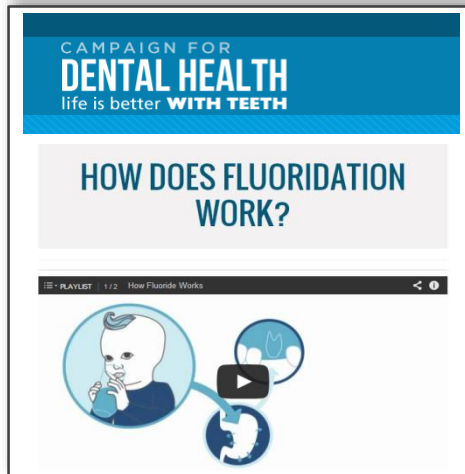 CAMPAIGN FOR
DENTAL HEALTH
life is better WITH TEETH
HOW DOES FLUORIDATION
WORK?
PLAYLIST | 1/2 How Fluoride Works